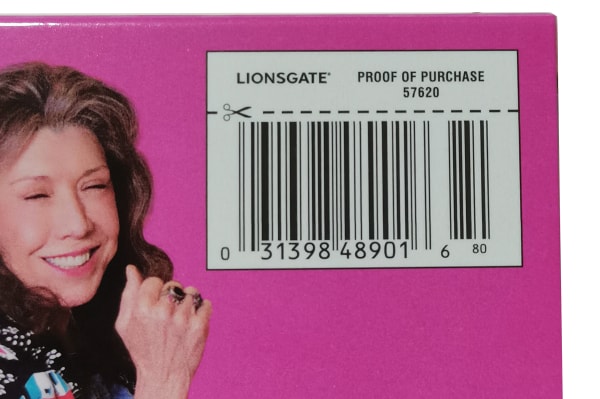 LIONSGATE®
PROOF OF PURCHASE
57620
0 31398 48901 6 80